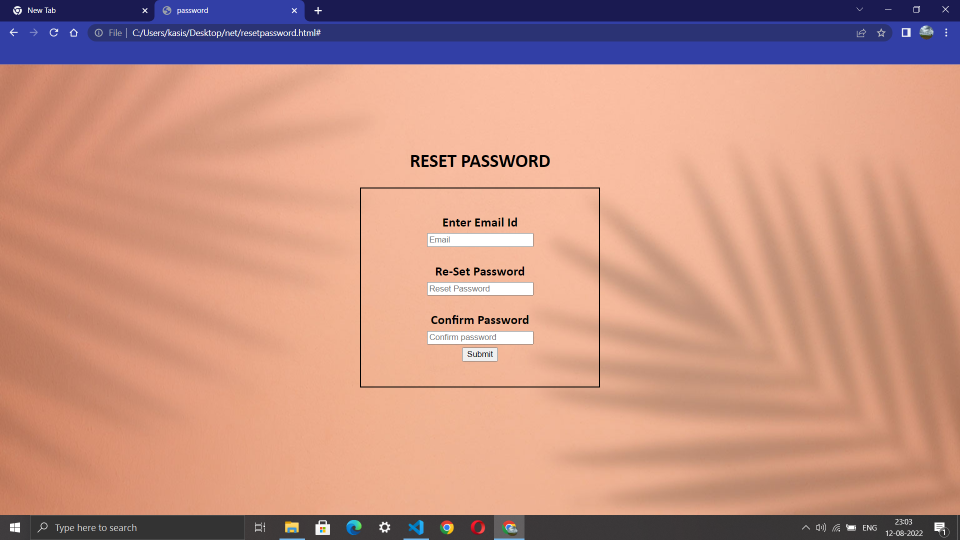 New Tab
password
File
C:/Users/kasis/Desktop/net/resetpassword.html#
RESET PASSWORD
Enter Email Id
Email
Re-Set Password
Reset Password
Confirm Password
Confirm password
Submit
Type here to search
ENG
23:03
12-08-2022
1